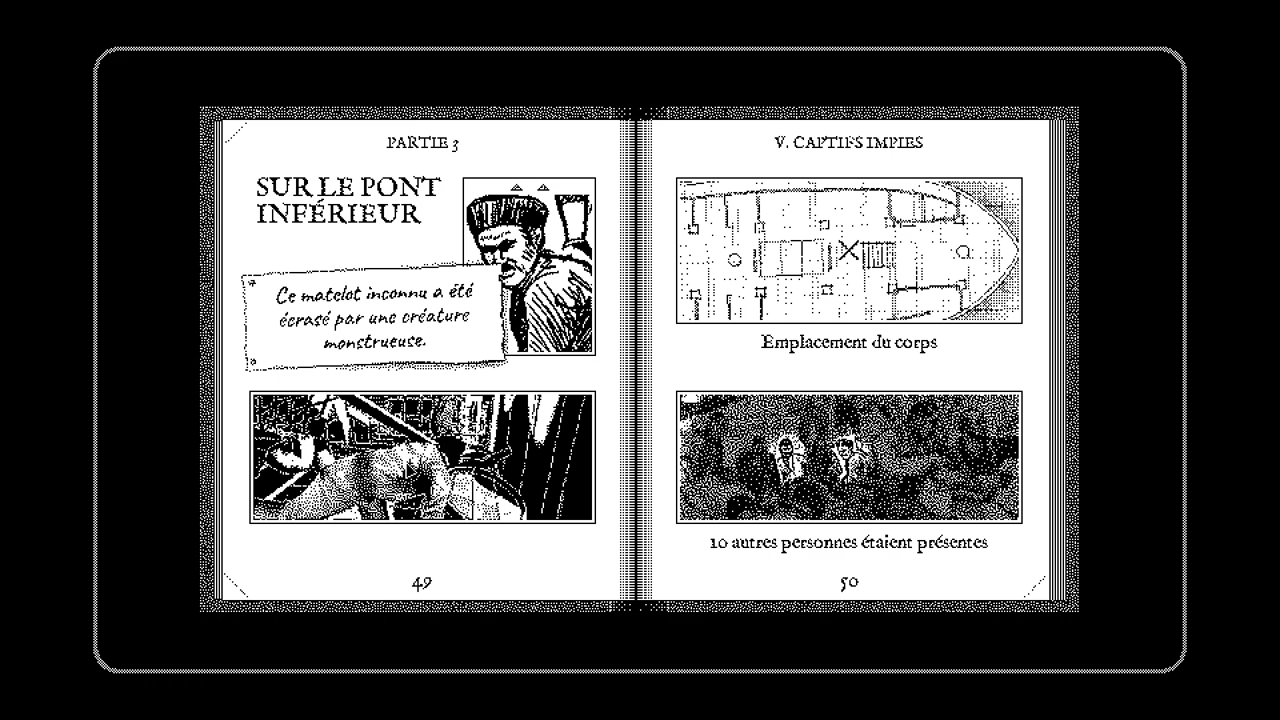 PARTIE 3
SUR LE PONT
INFÉRIEUR
Ce matelot inconnu a été
écrasé par une créature
monstrueuse.
49
V. CAPTIFS IMPIES
Emplacement du corps
10 autres personnes étaient présentes
50